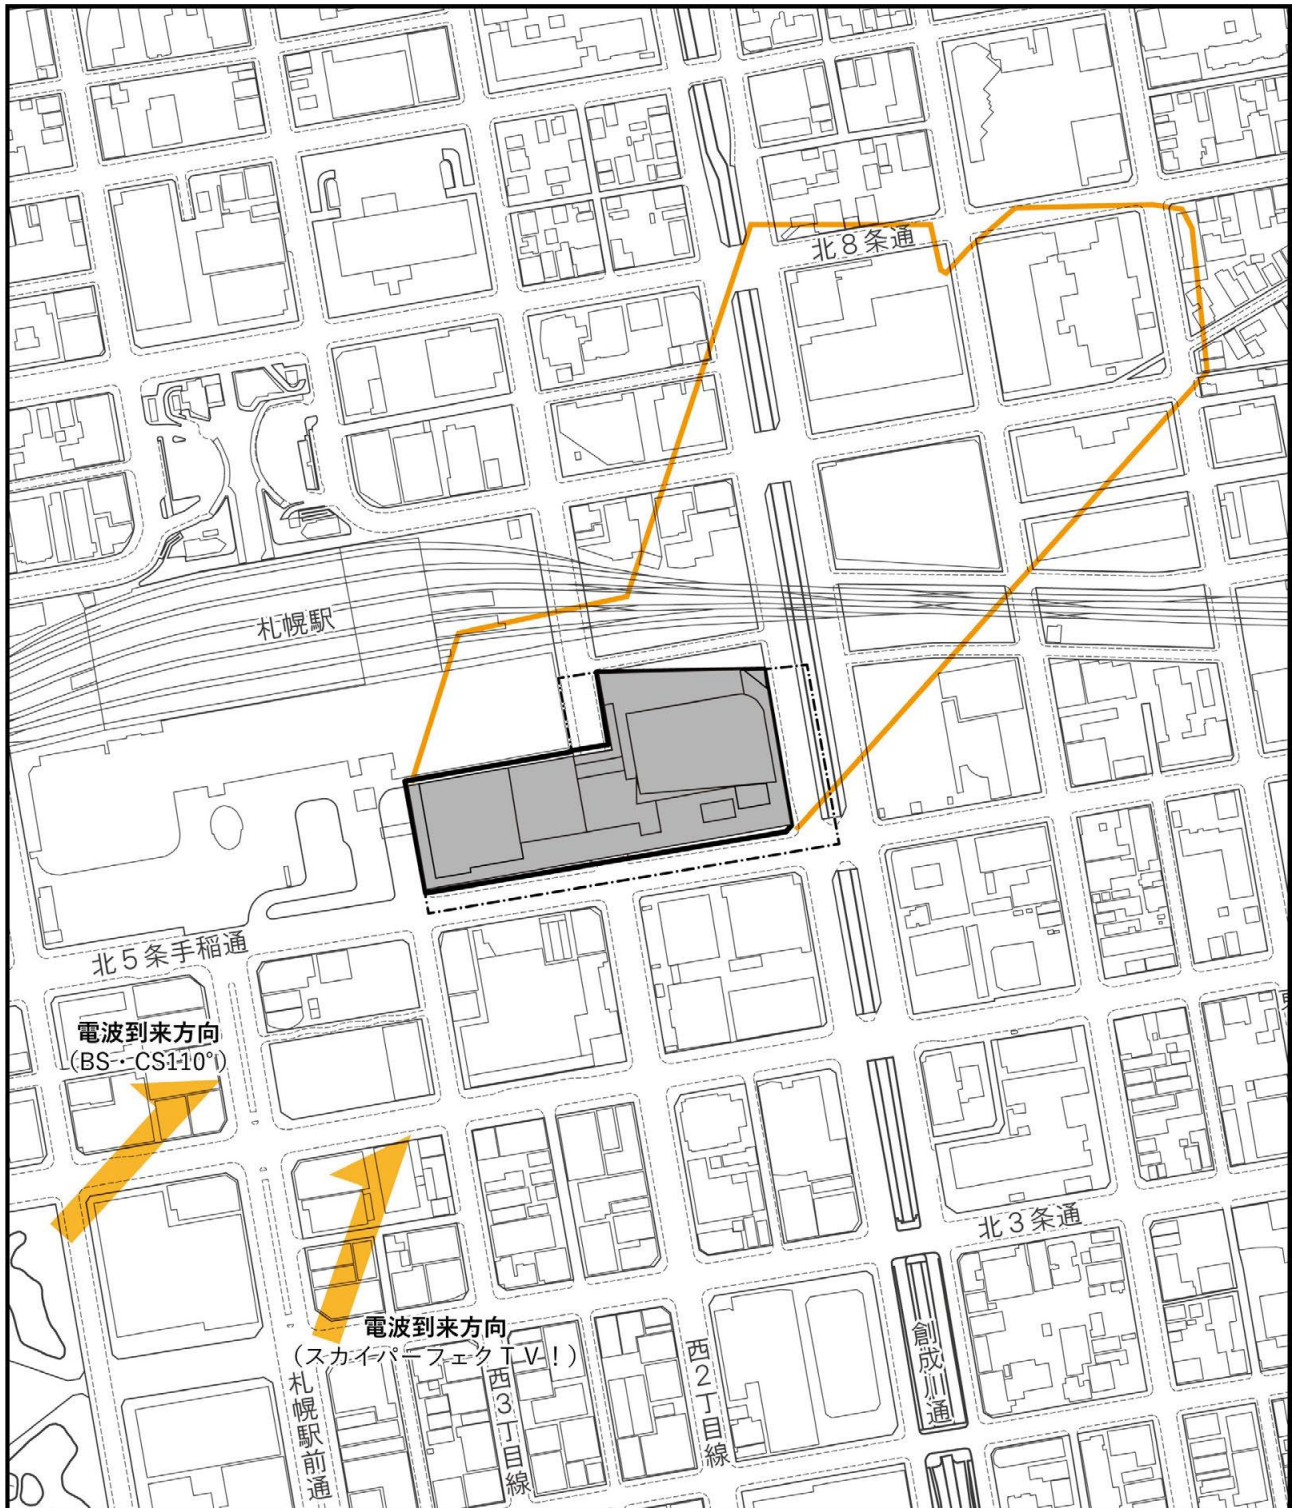 北8条通
札幌駅
北5条手稲通
電波到来方向
(BS・CS110°)
北3条通
電波到来方向
(スカイパーフェクTV！)
札幌駅前通
西3丁目線
西2丁目線
創成川通